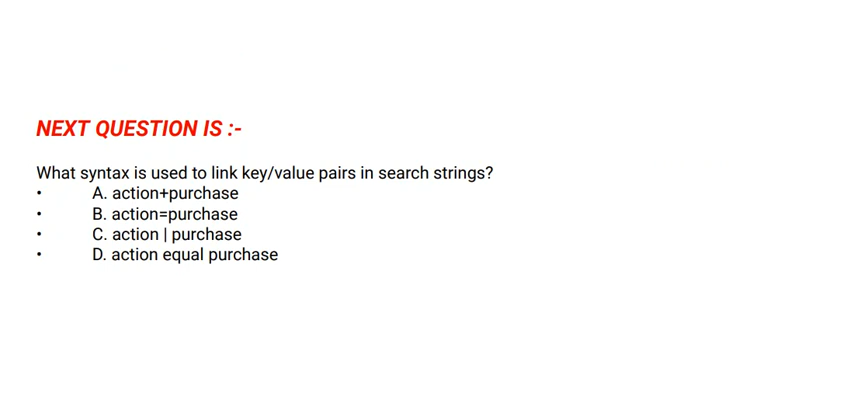 NEXT QUESTION IS :-
What syntax is used to link key/value pairs in search strings?
• A. action+purchase
• B. action=purchase
• C. action | purchase
• D. action equal purchase